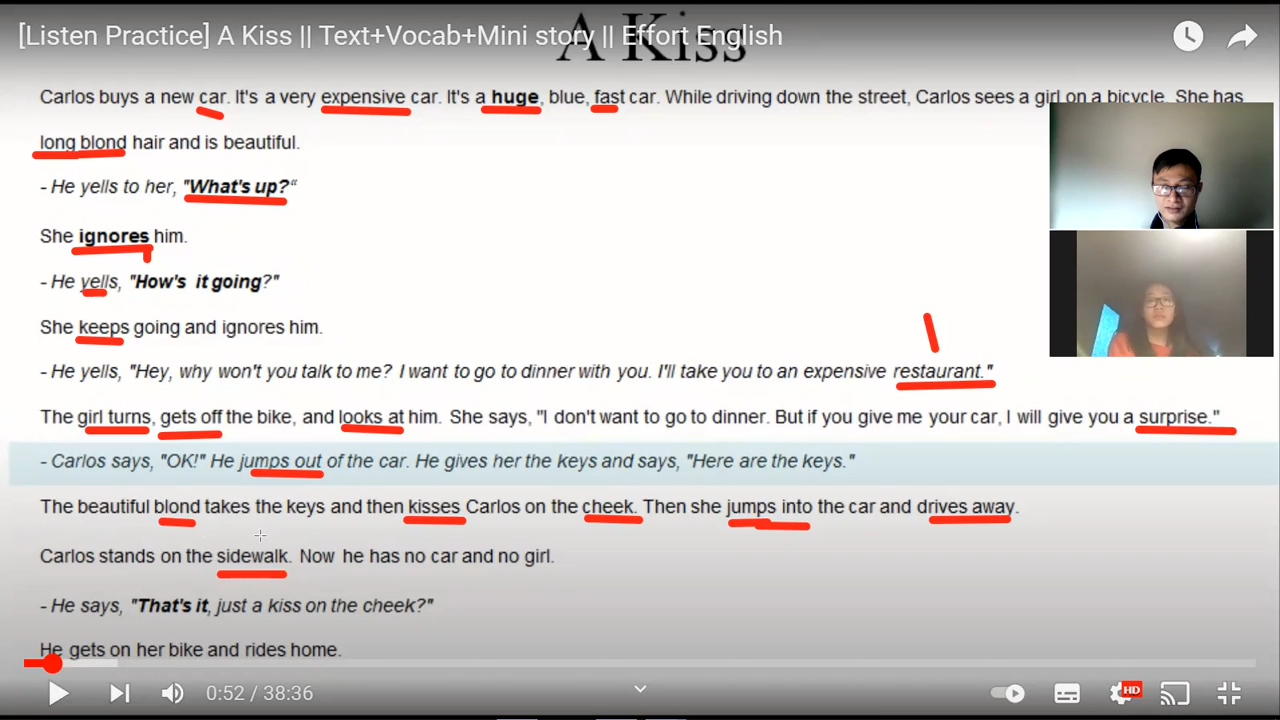 [Listen Practice] A Kiss || Text+Vocab+Mini story || Effort English
A Kiss
Carlos buys a new car. It's a very expensive car. It's a huge, blue, fast car. While driving down the street, Carlos sees a girl on a bicycle. She has
long blond hair and is beautiful.
- He yells to her, "What's up?“
She ignores him.
- He yells, "How's it going?"
She keeps going and ignores him.
- He yells, "Hey, why won't you talk to me? I want to go to dinner with you. I'll take you to an expensive restaurant."
The girl turns, gets off the bike, and looks at him. She says, "I don't want to go to dinner. But if you give me your car, I will give you a surprise."
- Carlos says, "OK!" He jumps out of the car. He gives her the keys and says, "Here are the keys."
The beautiful blond takes the keys and then kisses Carlos on the cheek. Then she jumps into the car and drives away.
Carlos stands on the sidewalk. Now he has no car and no girl.
- He says, "That's it, just a kiss on the cheek?"
He gets on her bike and rides home.
0:52 / 38:36
HD